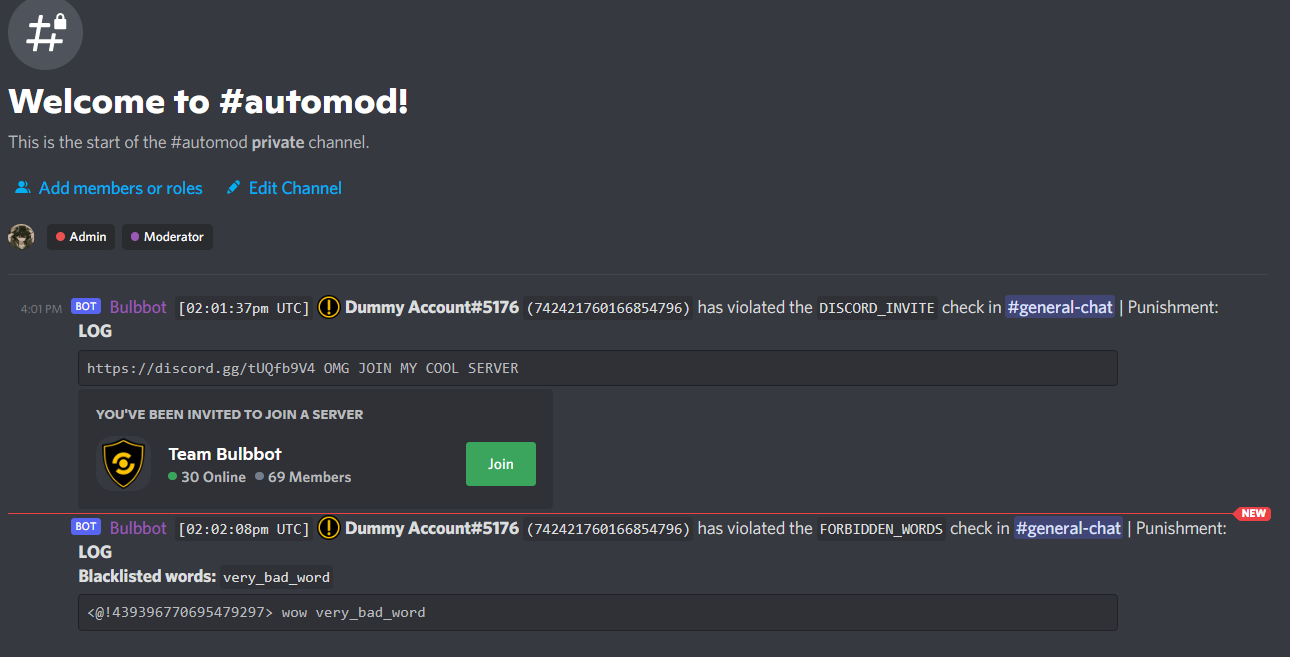 Welcome to #automod!
This is the start of the #automod private channel.
Add members or roles Edit Channel
Admin Moderator
4:01 PM BOT Bulbbot [02:01:37pm UTC] Dummy Account#5176 (742421760166854796) has violated the DISCORD_INVITE check in #general-chat | Punishment:
LOG
https://discord.gg/tUQfb9V4 OMG JOIN MY COOL SERVER
YOU'VE BEEN INVITED TO JOIN A SERVER
Team Bulbbot
30 Online 69 Members
Join
NEW
BOT Bulbbot [02:02:08pm UTC] Dummy Account#5176 (742421760166854796) has violated the FORBIDDEN_WORDS check in #general-chat | Punishment:
LOG
Blacklisted words: very_bad_word
<@!439396770695479297> wow very_bad_word